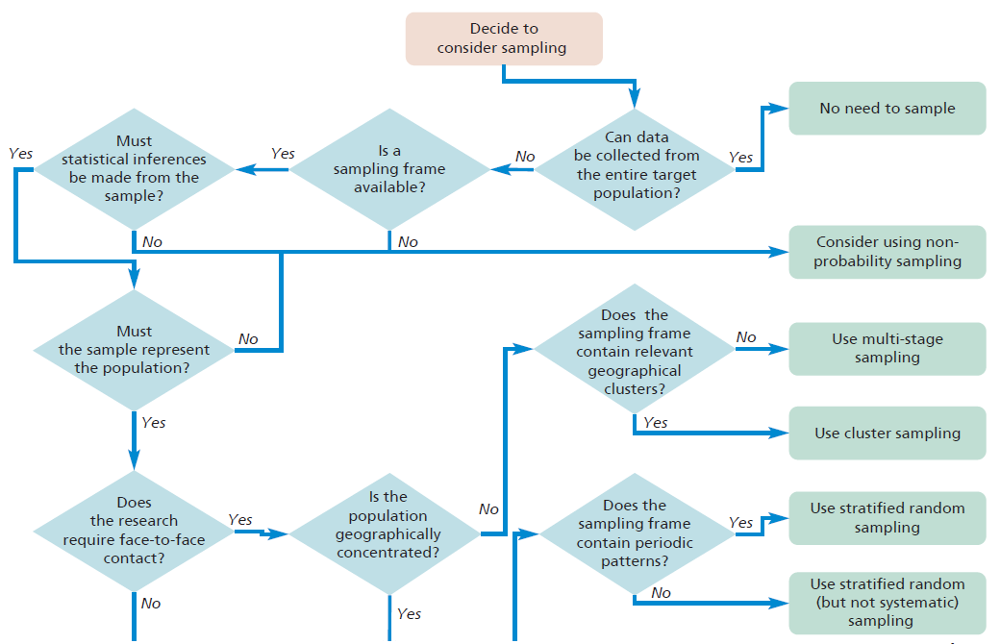 Decide to
consider sampling
No need to sample
Can data
be collected from
the entire target
population?
Yes
No
Is a
sampling frame
available?
Yes
No
Must
statistical inferences
be made from the
sample?
Yes
No
Consider using non-
probability sampling
Must
the sample represent
the population?
No
Yes
Does the
sampling frame
contain relevant
geographical
clusters?
No
Use multi-stage
sampling
Yes
Use cluster sampling
Does
the research
require face-to-face
contact?
Yes
No
Is the
population
geographically
concentrated?
No
Yes
Does the
sampling frame
contain periodic
patterns?
Yes
Use stratified random
sampling
No
Use stratified random
(but not systematic)
sampling